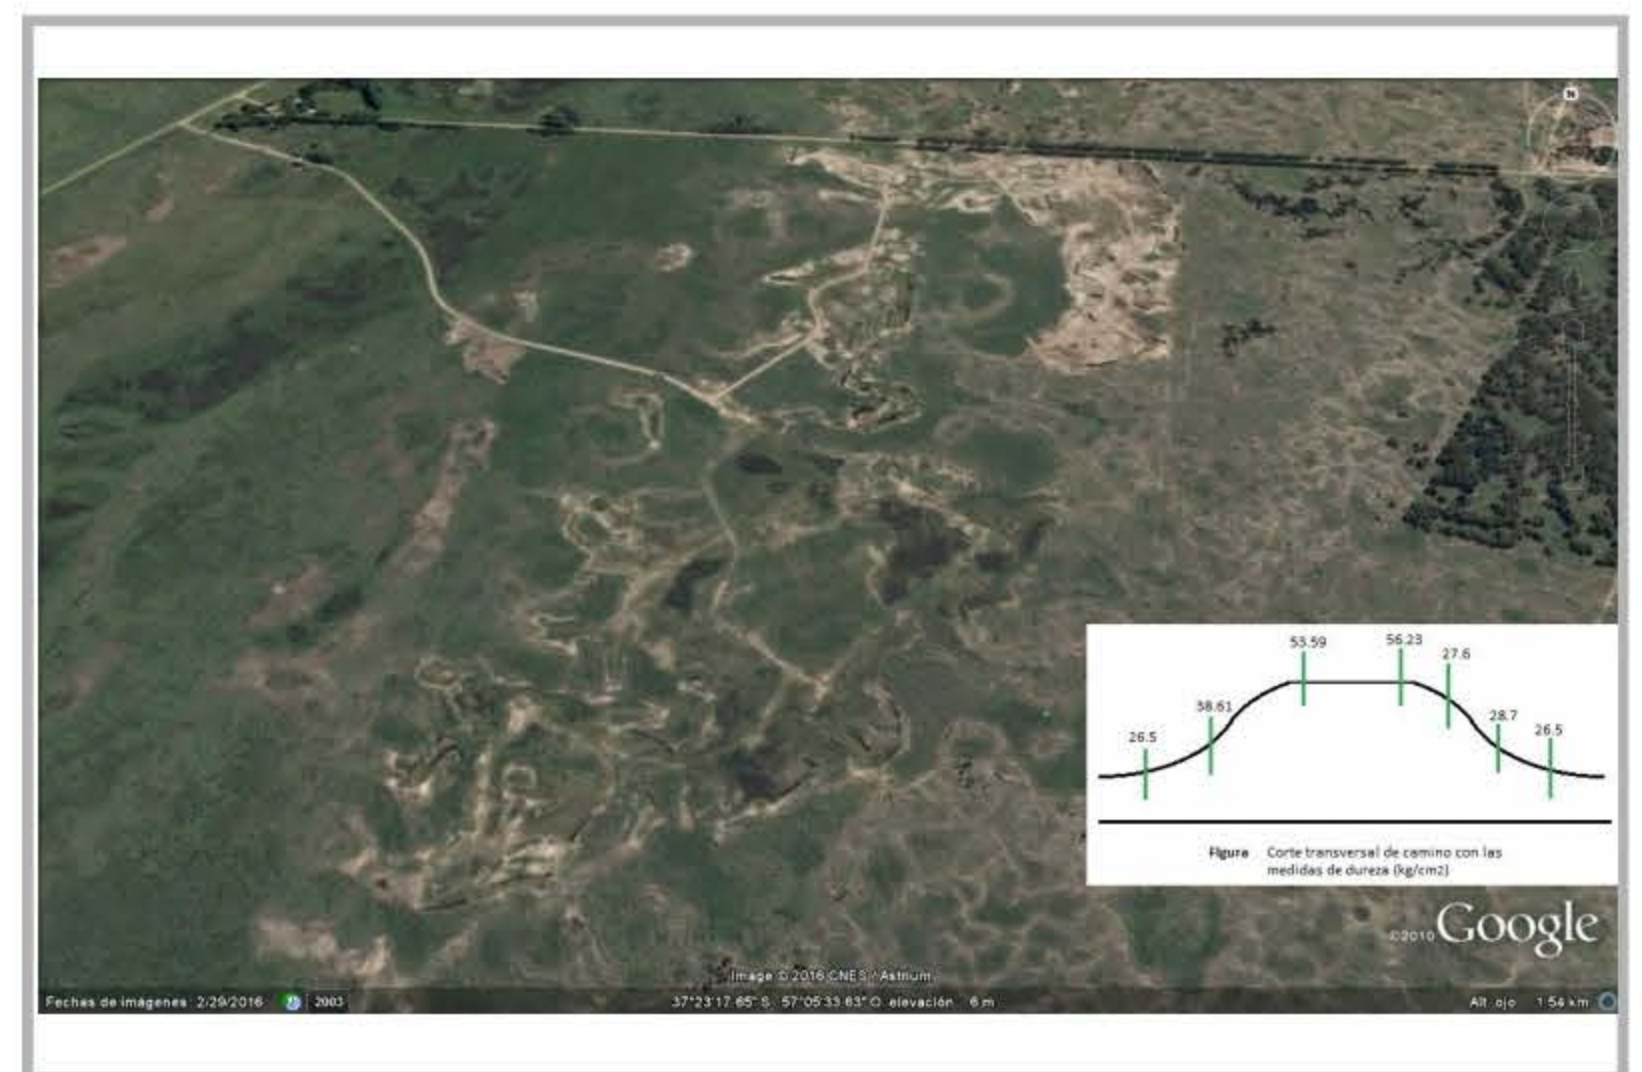 N
53.59
56.23
27.6
38.61
28.7
26.5
26.5
Figura Corte transversal de camino con las
medidas de dureza (kg/cm2)
©2010 Google
Image © 2016 CNES / Astrium
Fechas de imágenes: 2/29/2016 2003 37°23'17.65" S, 57°05'33.63" O elevación 6 m Alt. ojo 1.54 km